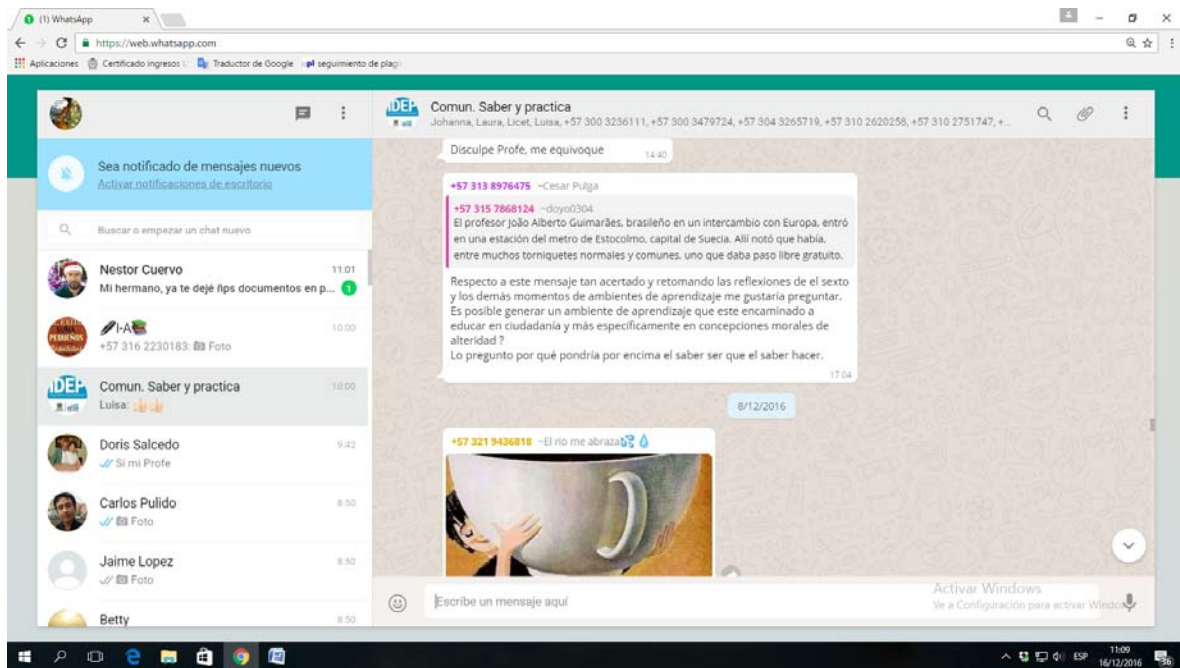 (1) WhatsApp
https://web.whatsapp.com
Aplicaciones Certificado ingresos Traductor de Google seguimiento de plag
Sea notificado de mensajes nuevos
Activar notificaciones de escritorio
Buscar o empezar un chat nuevo
Nestor Cuervo 11:01
Mi hermano, ya te dejé ñps documentos en p... 1
I-A 10:00
+57 316 2230183: Foto
Comun. Saber y practica 10:00
Luisa:
Doris Salcedo 9:42
Si mi Profe
Carlos Pulido 8:50
Foto
Jaime Lopez 8:50
Foto
Betty 8:50
IDEP
Comun. Saber y practica
Johanna, Laura, Licet, Luisa, +57 300 3236111, +57 300 3479724, +57 304 3265719, +57 310 2620258, +57 310 2751747, +...
Disculpe Profe, me equivoque 14:40
+57 313 8976475 ~Cesar Pulga
+57 315 7868124 ~doyo0304
El profesor João Alberto Guimarães, brasileño en un intercambio con Europa, entró
en una estación del metro de Estocolmo, capital de Suecia. Allí notó que había,
entre muchos torniquetes normales y comunes, uno que daba paso libre gratuito.
Respecto a este mensaje tan acertado y retomando las reflexiones de el sexto
y los demás momentos de ambientes de aprendizaje me gustaría preguntar.
Es posible generar un ambiente de aprendizaje que este encaminado a
educar en ciudadanía y más específicamente en concepciones morales de
alteridad ?
Lo pregunto por qué pondría por encima el saber ser que el saber hacer.
17:04
8/12/2016
+57 321 9436818 ~El rio me abraza
Escribe un mensaje aquí
Activar Windows
Ve a Configuración para activar Windows
ESP
11:09
16/12/2016